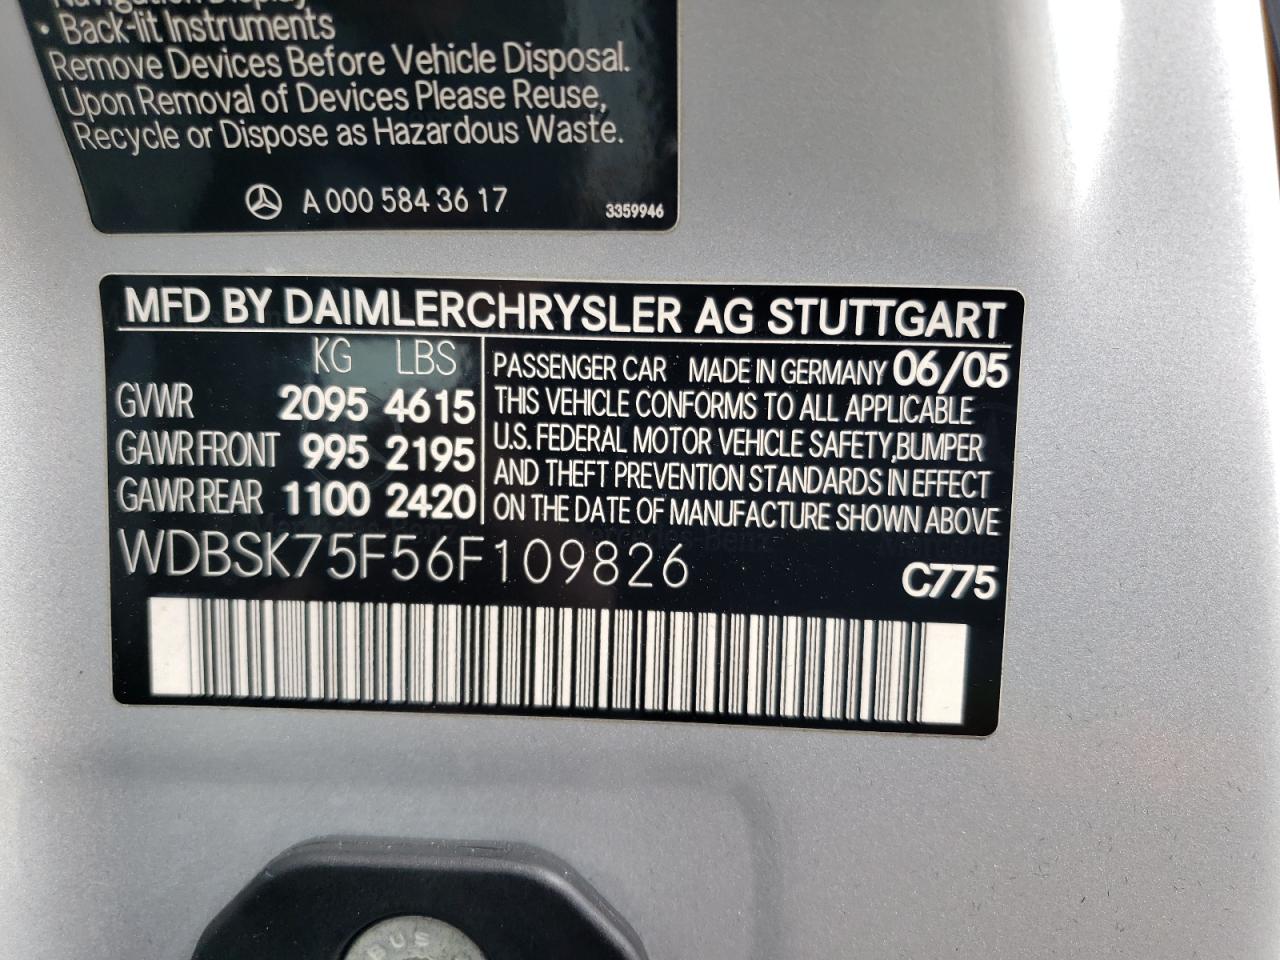 Navigation Display
• Back-lit Instruments
Remove Devices Before Vehicle Disposal.
Upon Removal of Devices Please Reuse,
Recycle or Dispose as Hazardous Waste.
A 000 584 36 17
3359946
MFD BY DAIMLERCHRYSLER AG STUTTGART
KG LBS
GVWR 2095 4615
GAWR FRONT 995 2195
GAWR REAR 1100 2420
PASSENGER CAR MADE IN GERMANY 06/05
THIS VEHICLE CONFORMS TO ALL APPLICABLE
U.S. FEDERAL MOTOR VEHICLE SAFETY,BUMPER
AND THEFT PREVENTION STANDARDS IN EFFECT
ON THE DATE OF MANUFACTURE SHOWN ABOVE
WDBSK75F56F109826
C775
BUS